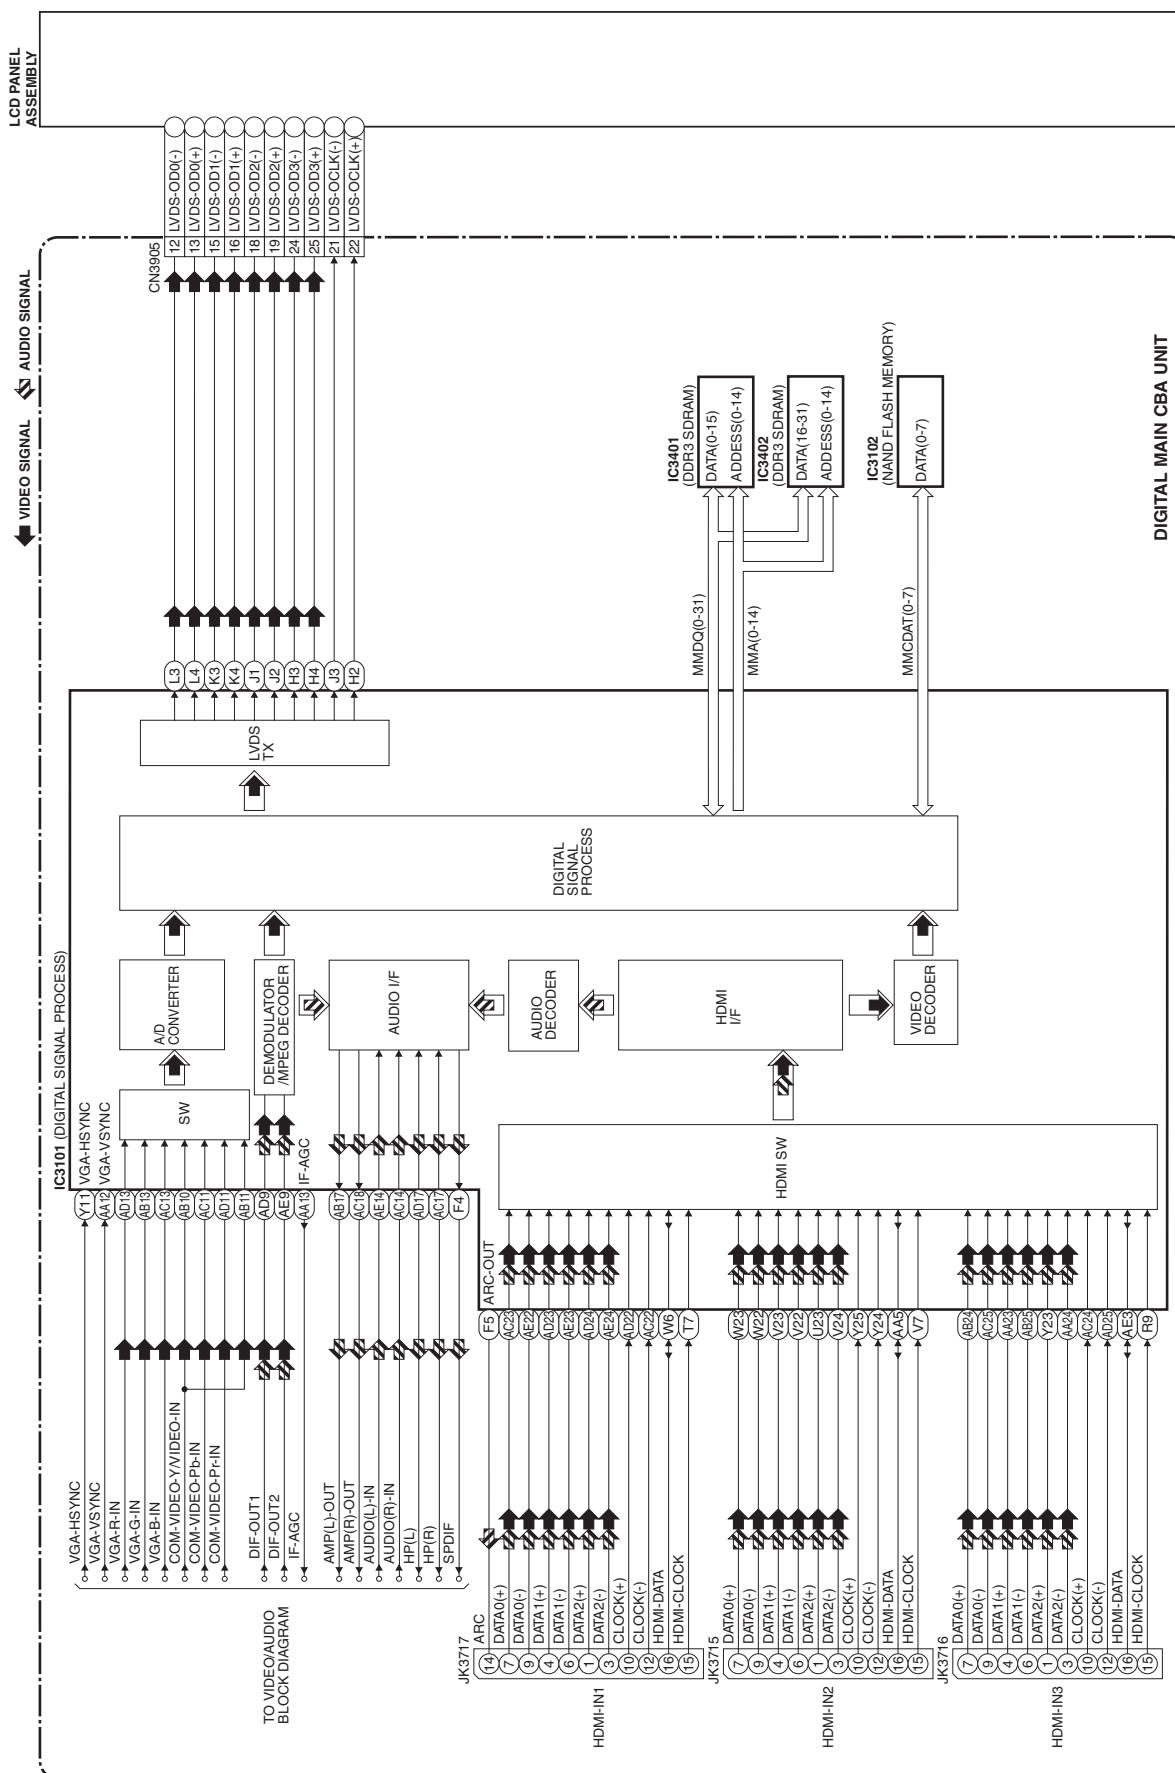 VIDEO SIGNAL AUDIO SIGNAL
LCD PANEL
ASSEMBLY
IC3101 (DIGITAL SIGNAL PROCESS)
CN3905
VGA-HSYNC Y11 VGA-HSYNC
VGA-VSYNC AA12 VGA-VSYNC
VGA-R-IN AD13
VGA-G-IN AB13
VGA-B-IN AC13
COM-VIDEO-Y/VIDEO-IN AB10
COM-VIDEO-Pb-IN AC11
COM-VIDEO-Pr-IN AD11
AB11
DIF-OUT1 AD9
DIF-OUT2 AE9
IF-AGC AA13 IF-AGC
SW
A/D
CONVERTER
DEMODULATOR
/MPEG DECODER
LVDS
TX
L3 12 LVDS-OD0(-)
L4 13 LVDS-OD0(+)
K3 15 LVDS-OD1(-)
K4 16 LVDS-OD1(+)
J1 18 LVDS-OD2(-)
J2 19 LVDS-OD2(+)
H3 24 LVDS-OD3(-)
H4 25 LVDS-OD3(+)
J3 21 LVDS-OCLK(-)
H2 22 LVDS-OCLK(+)
TO VIDEO/AUDIO
BLOCK DIAGRAM
AMP(L)-OUT AB17
AMP(R)-OUT AC18
AUDIO(L)-IN AE14
AUDIO(R)-IN AC14
HP(L) AD17
HP(R) AC17
SPDIF F4
AUDIO I/F
AUDIO
DECODER
DIGITAL
SIGNAL
PROCESS
HDMI
I/F
HDMI SW
VIDEO
DECODER
JK3717
14 ARC F5 ARC-OUT
7 DATA0(+) AC23
9 DATA0(-) AE22
4 DATA1(+) AD23
6 DATA1(-) AE23
1 DATA2(+) AD24
3 DATA2(-) AE24
10 CLOCK(+) AD22
12 CLOCK(-) AC22
16 HDMI-DATA W6
15 HDMI-CLOCK T7
HDMI-IN1
JK3715
7 DATA0(+) W23
9 DATA0(-) W22
4 DATA1(+) V23
6 DATA1(-) V22
1 DATA2(+) U23
3 DATA2(-) V24
10 CLOCK(+) Y25
12 CLOCK(-) Y24
16 HDMI-DATA AA5
15 HDMI-CLOCK V7
HDMI-IN2
JK3716
7 DATA0(+) AB24
9 DATA0(-) AC25
4 DATA1(+) AA23
6 DATA1(-) AB25
1 DATA2(+) Y23
3 DATA2(-) AA24
10 CLOCK(+) AC24
12 CLOCK(-) AD25
16 HDMI-DATA AE3
15 HDMI-CLOCK R9
HDMI-IN3
MMDQ(0-31)
MMA(0-14)
MMCDAT(0-7)
IC3401
(DDR3 SDRAM)
DATA(0-15)
ADDESS(0-14)
IC3402
(DDR3 SDRAM)
DATA(16-31)
ADDESS(0-14)
IC3102
(NAND FLASH MEMORY)
DATA(0-7)
DIGITAL MAIN CBA UNIT